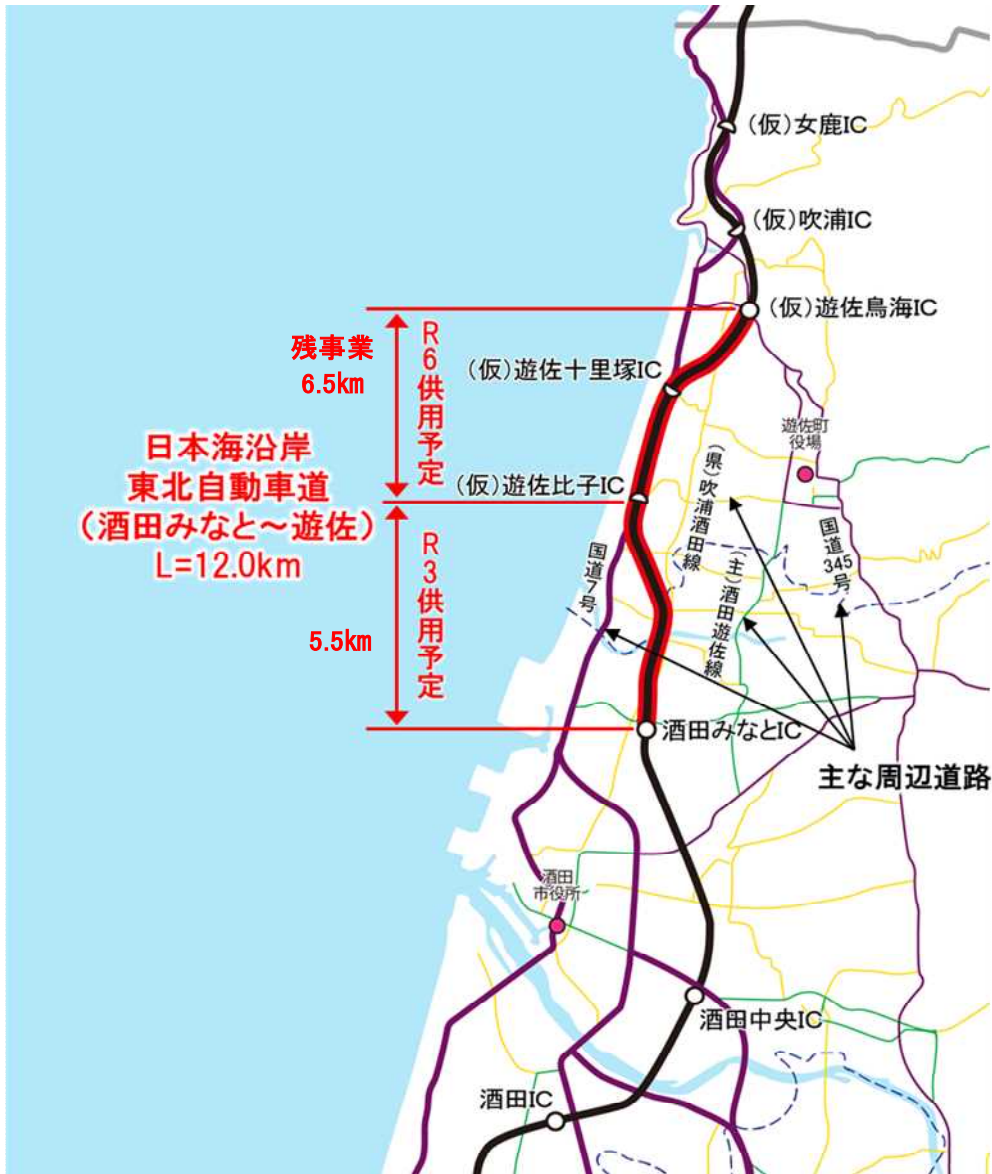 (仮)女鹿IC
(仮)吹浦IC
(仮)遊佐鳥海IC
残事業
6.5km
R6供用予定
(仮)遊佐十里塚IC
遊佐町
役場
日本海沿岸
東北自動車道
(酒田みなと~遊佐)
L=12.0km
(仮)遊佐比子IC
(県)吹浦酒田線
国道345号
国道7号
(主)酒田遊佐線
R3供用予定
5.5km
酒田みなとIC
主な周辺道路
酒田
市役所
酒田中央IC
酒田IC